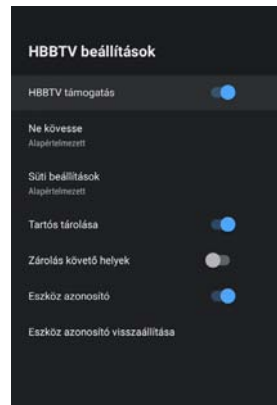 HBBTV beállítások
HBBTV támogatás
Ne kövesse
Alapértelmezett
Süti beállítások
Alapértelmezett
Tartós tárolása
Zárolás követő helyek
Eszköz azonosító
Eszköz azonosító visszaállítása